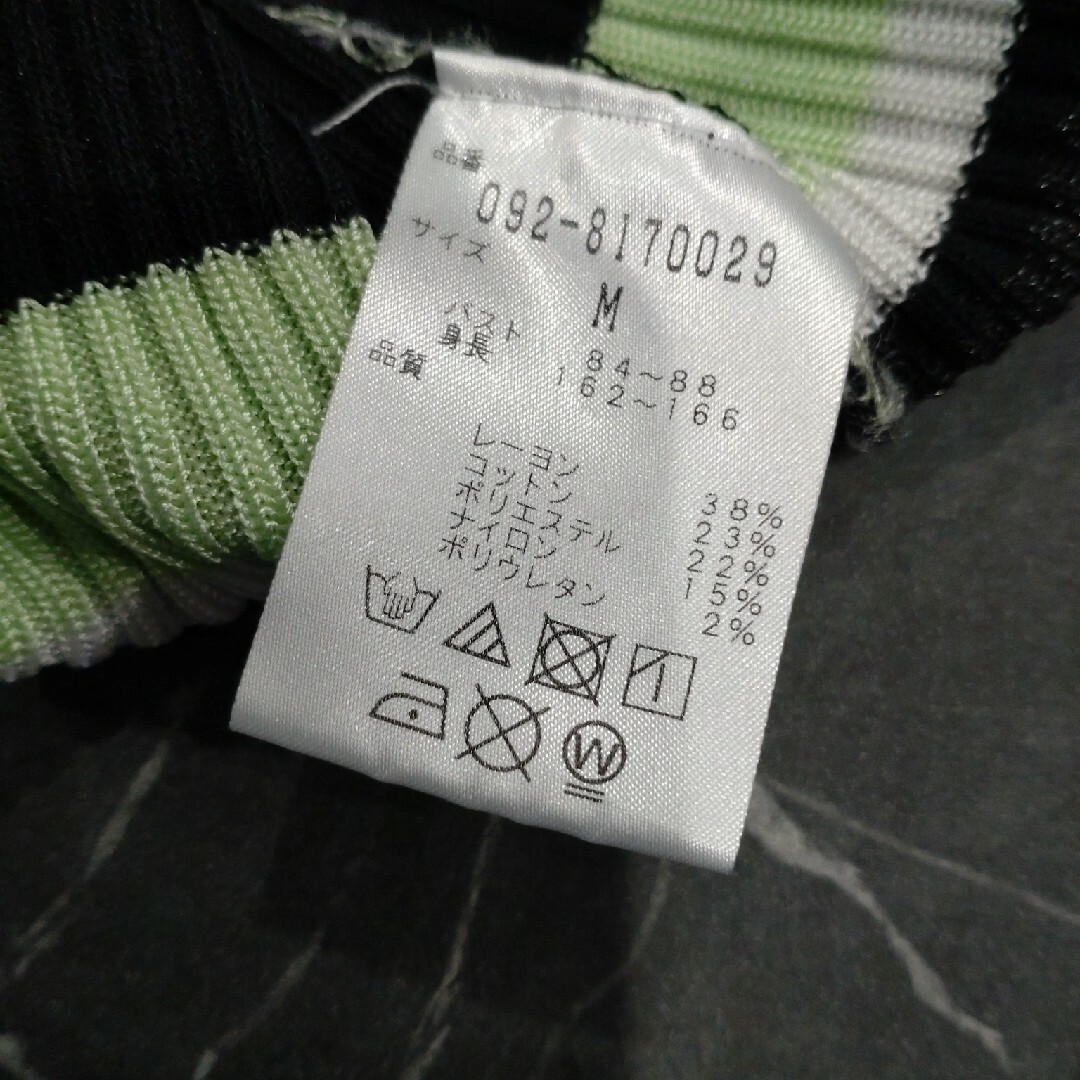 品番
092-8170029
サイズ
M
バスト 84~88
身長 162~166
品質
レーヨン 38%
コットン 23%
ポリエステル 22%
ナイロン 15%
ポリウレタン 2%
W